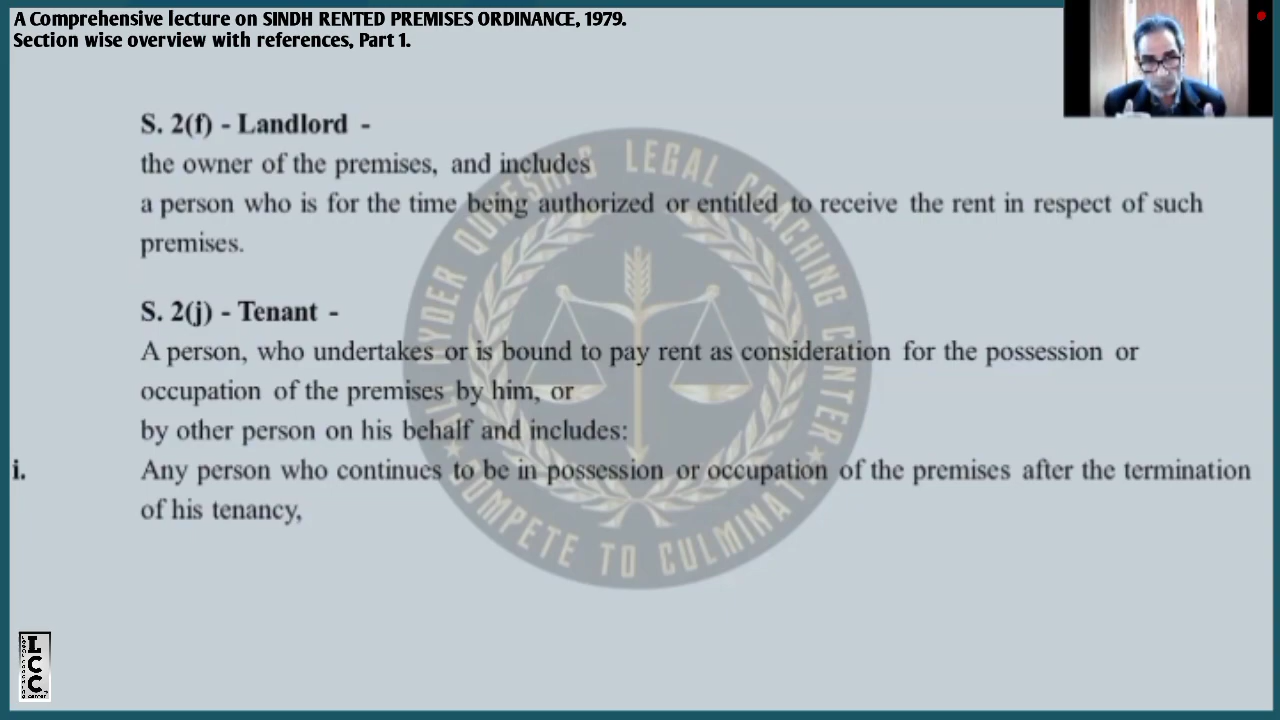 A Comprehensive lecture on SINDH RENTED PREMISES ORDINANCE, 1979.
Section wise overview with references, Part 1.
S. 2(f) - Landlord -
the owner of the premises, and includes
a person who is for the time being authorized or entitled to receive the rent in respect of such
premises.
S. 2(j) - Tenant -
A person, who undertakes or is bound to pay rent as consideration for the possession or
occupation of the premises by him, or
by other person on his behalf and includes:
i. Any person who continues to be in possession or occupation of the premises after the termination
of his tenancy,
HYDER QURESHI'S LEGAL COACHING CENTER
COMPETE TO CULMINATE
LCC